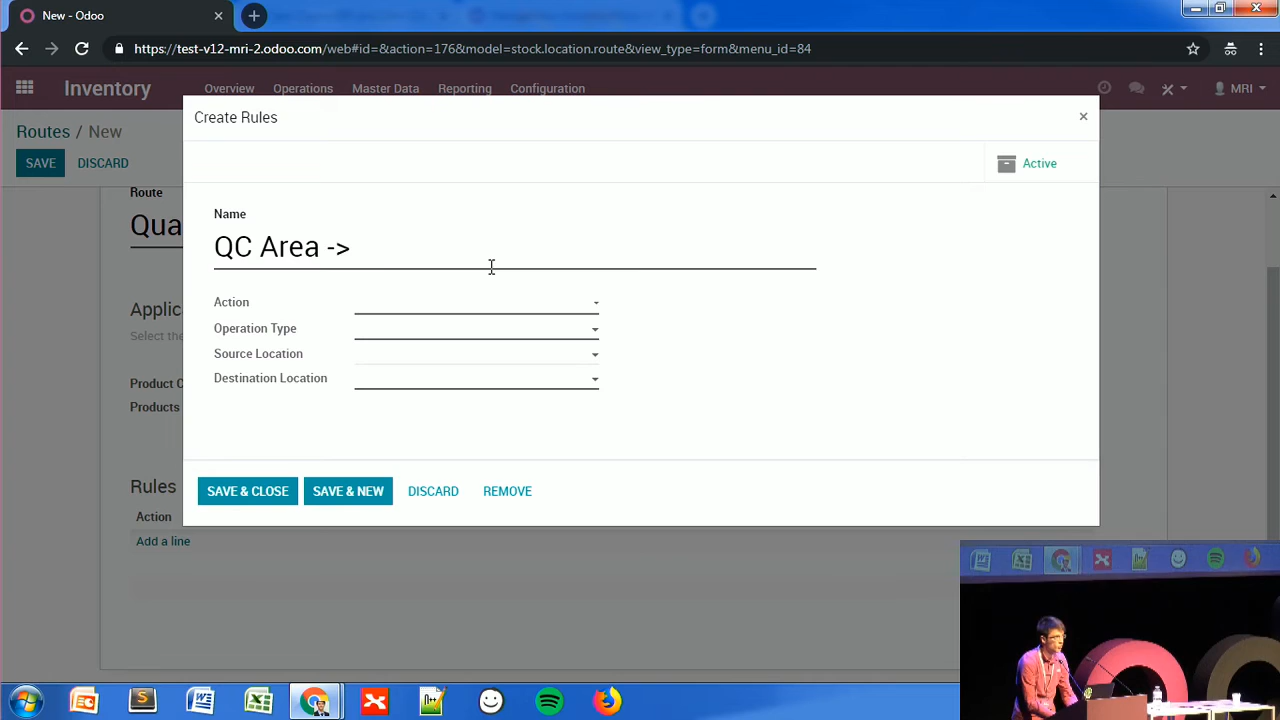 New - Odoo
https://test-v12-mri-2.odoo.com/web#id=&action=176&model=stock.location.route&view_type=form&menu_id=84
Inventory Overview Operations Master Data Reporting Configuration MRI
Routes / New
SAVE DISCARD
Create Rules
×
Active
Route
Qua
Name
QC Area ->
Applic
Select the
Action
Operation Type
Source Location
Destination Location
Product C
Products
Rules
SAVE & CLOSE SAVE & NEW DISCARD REMOVE
Action
Add a line